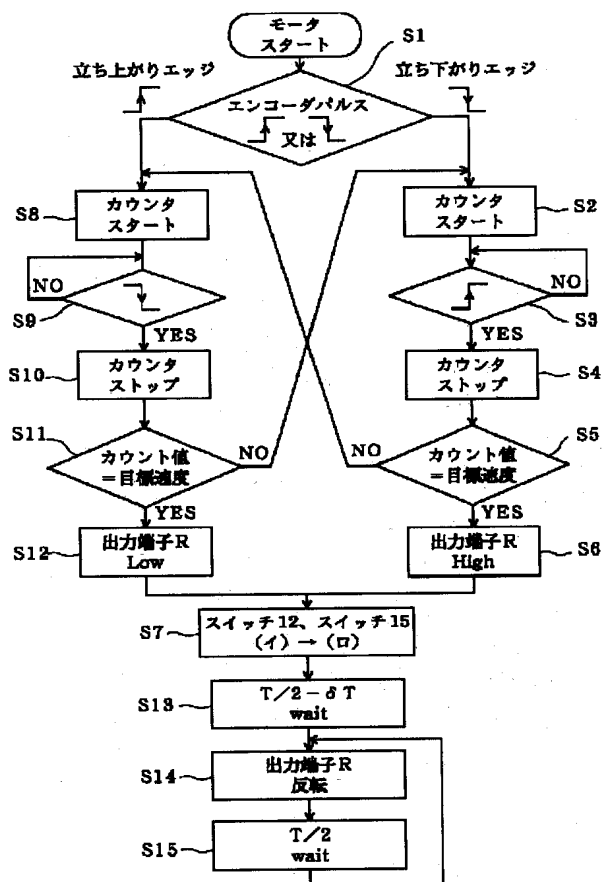 モータ
スタート
S1
立ち上がりエッジ
立ち下がりエッジ
エンコーダパルス
又は
S8
カウンタ
スタート
カウンタ
スタート
S2
NO
NO
S9
S3
YES
YES
S10
カウンタ
ストップ
カウンタ
ストップ
S4
S11
S5
カウント値
＝目標速度
NO
NO
カウント値
＝目標速度
YES
YES
S12
出力端子R
Low
出力端子R
High
S6
S7
スイッチ12、スイッチ15
(イ)→(ロ)
S13
T／2－δT
wait
S14
出力端子R
反転
S15
T／2
wait